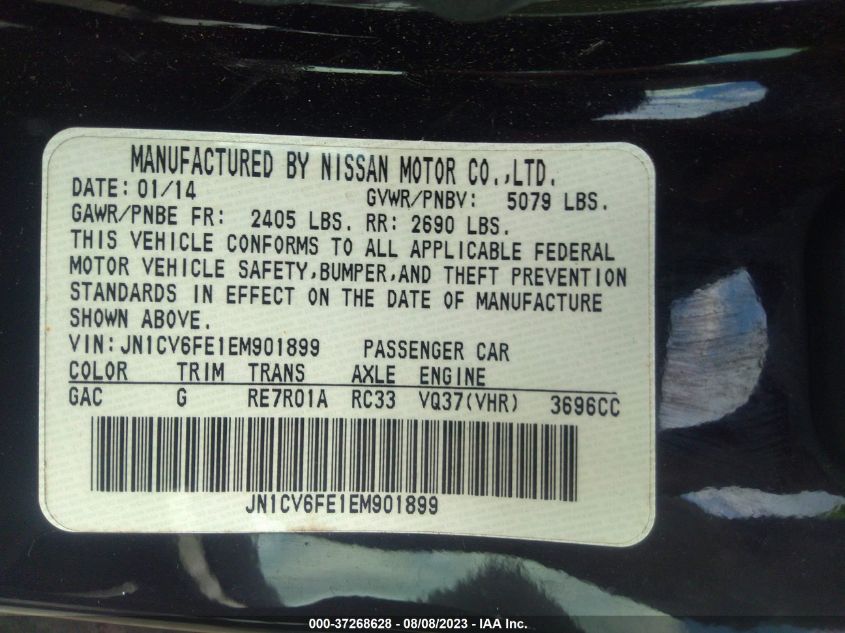 MANUFACTURED BY NISSAN MOTOR CO.,LTD.
DATE: 01/14 GVWR/PNBV: 5079 LBS.
GAWR/PNBE FR: 2405 LBS. RR: 2690 LBS.
THIS VEHICLE CONFORMS TO ALL APPLICABLE FEDERAL
MOTOR VEHICLE SAFETY,BUMPER,AND THEFT PREVENTION
STANDARDS IN EFFECT ON THE DATE OF MANUFACTURE
SHOWN ABOVE.
VIN:JN1CV6FE1EM901899 PASSENGER CAR
COLOR TRIM TRANS AXLE ENGINE
GAC G RE7R01A RC33 VQ37(VHR) 3696CC
JN1CV6FE1EM901899
000-37268628 - 08/08/2023 - IAA Inc.